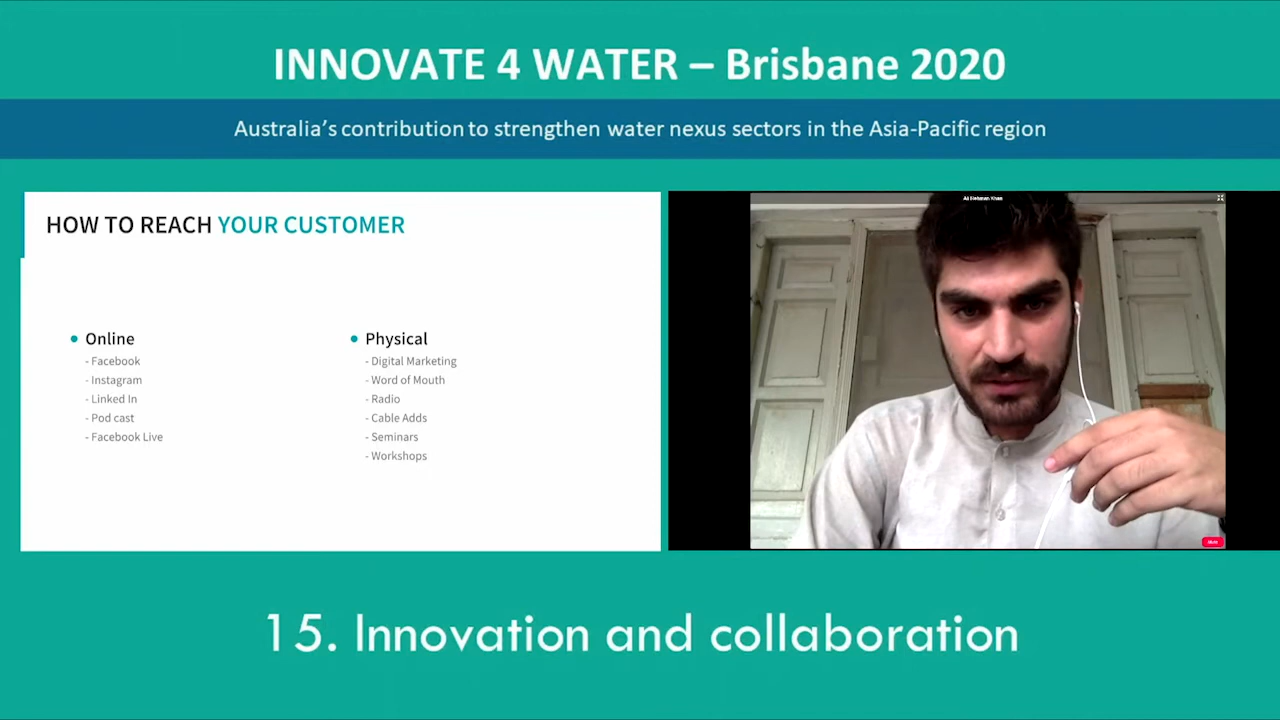 INNOVATE 4 WATER – Brisbane 2020
Australia's contribution to strengthen water nexus sectors in the Asia-Pacific region
HOW TO REACH YOUR CUSTOMER
Online
- Facebook
- Instagram
- Linked In
- Pod cast
- Facebook Live
Physical
- Digital Marketing
- Word of Mouth
- Radio
- Cable Adds
- Seminars
- Workshops
Khan
15. Innovation and collaboration